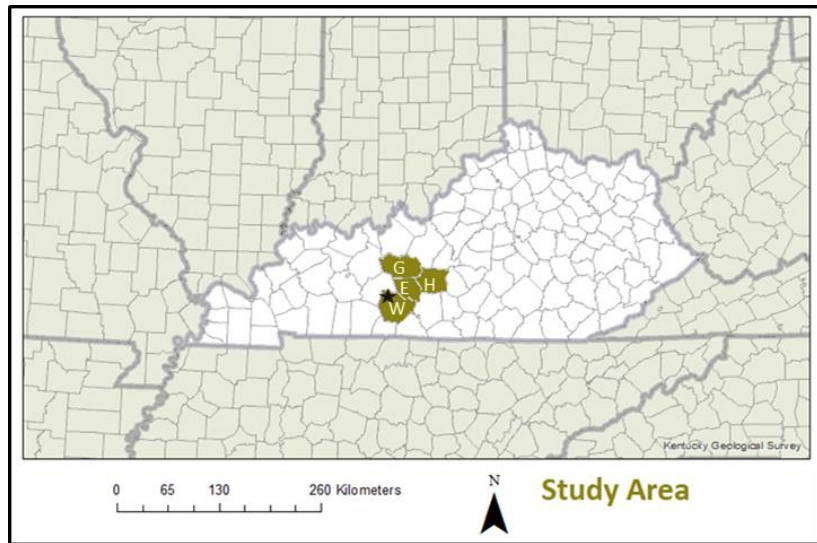 G
E H
W
Kentucky Geological Survey
0 65 130 260 Kilometers
N
Study Area